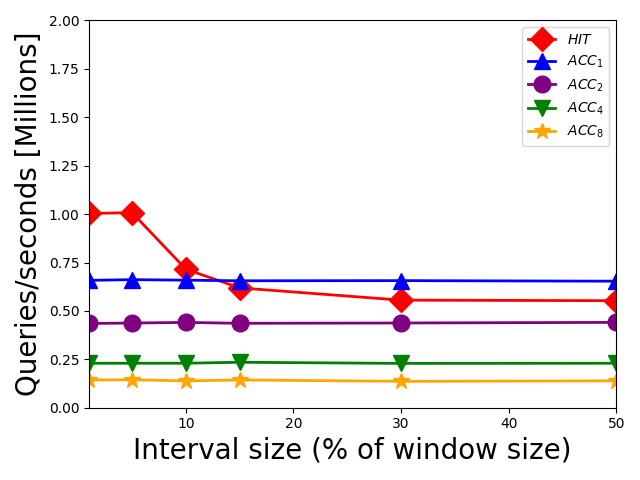 Queries/seconds [Millions]
2.00
1.75
1.50
1.25
1.00
0.75
0.50
0.25
0.00
HIT
ACC₁
ACC₂
ACC₄
ACC₈
10 20 30 40 50
Interval size (% of window size)